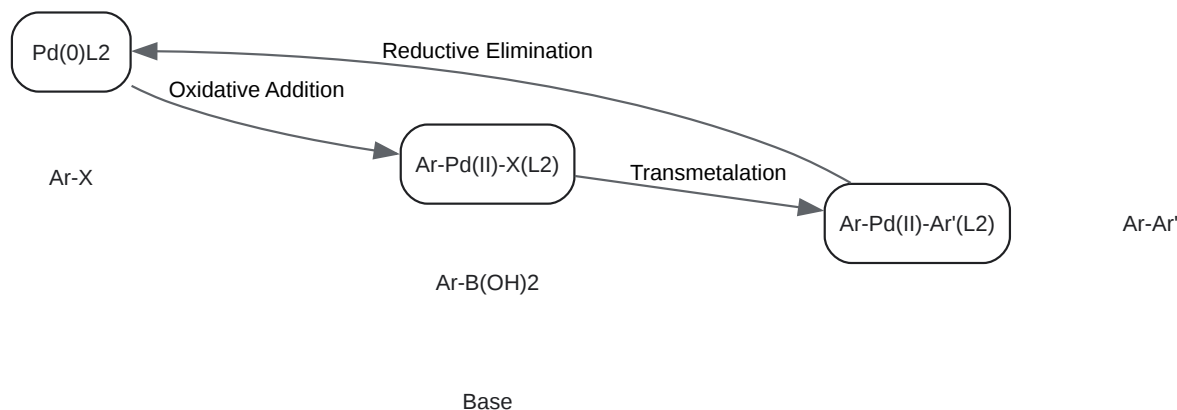 Pd(0)L2
Reductive Elimination
Oxidative Addition
Ar-X
Ar-Pd(II)-X(L2)
Transmetalation
Ar-Pd(II)-Ar'(L2)
Ar-Ar'
Ar-B(OH)2
Base